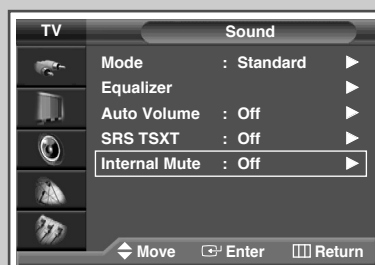 TV Sound
Mode : Standard
Equalizer
Auto Volume : Off
SRS TSXT : Off
Internal Mute : Off
Move Enter Return